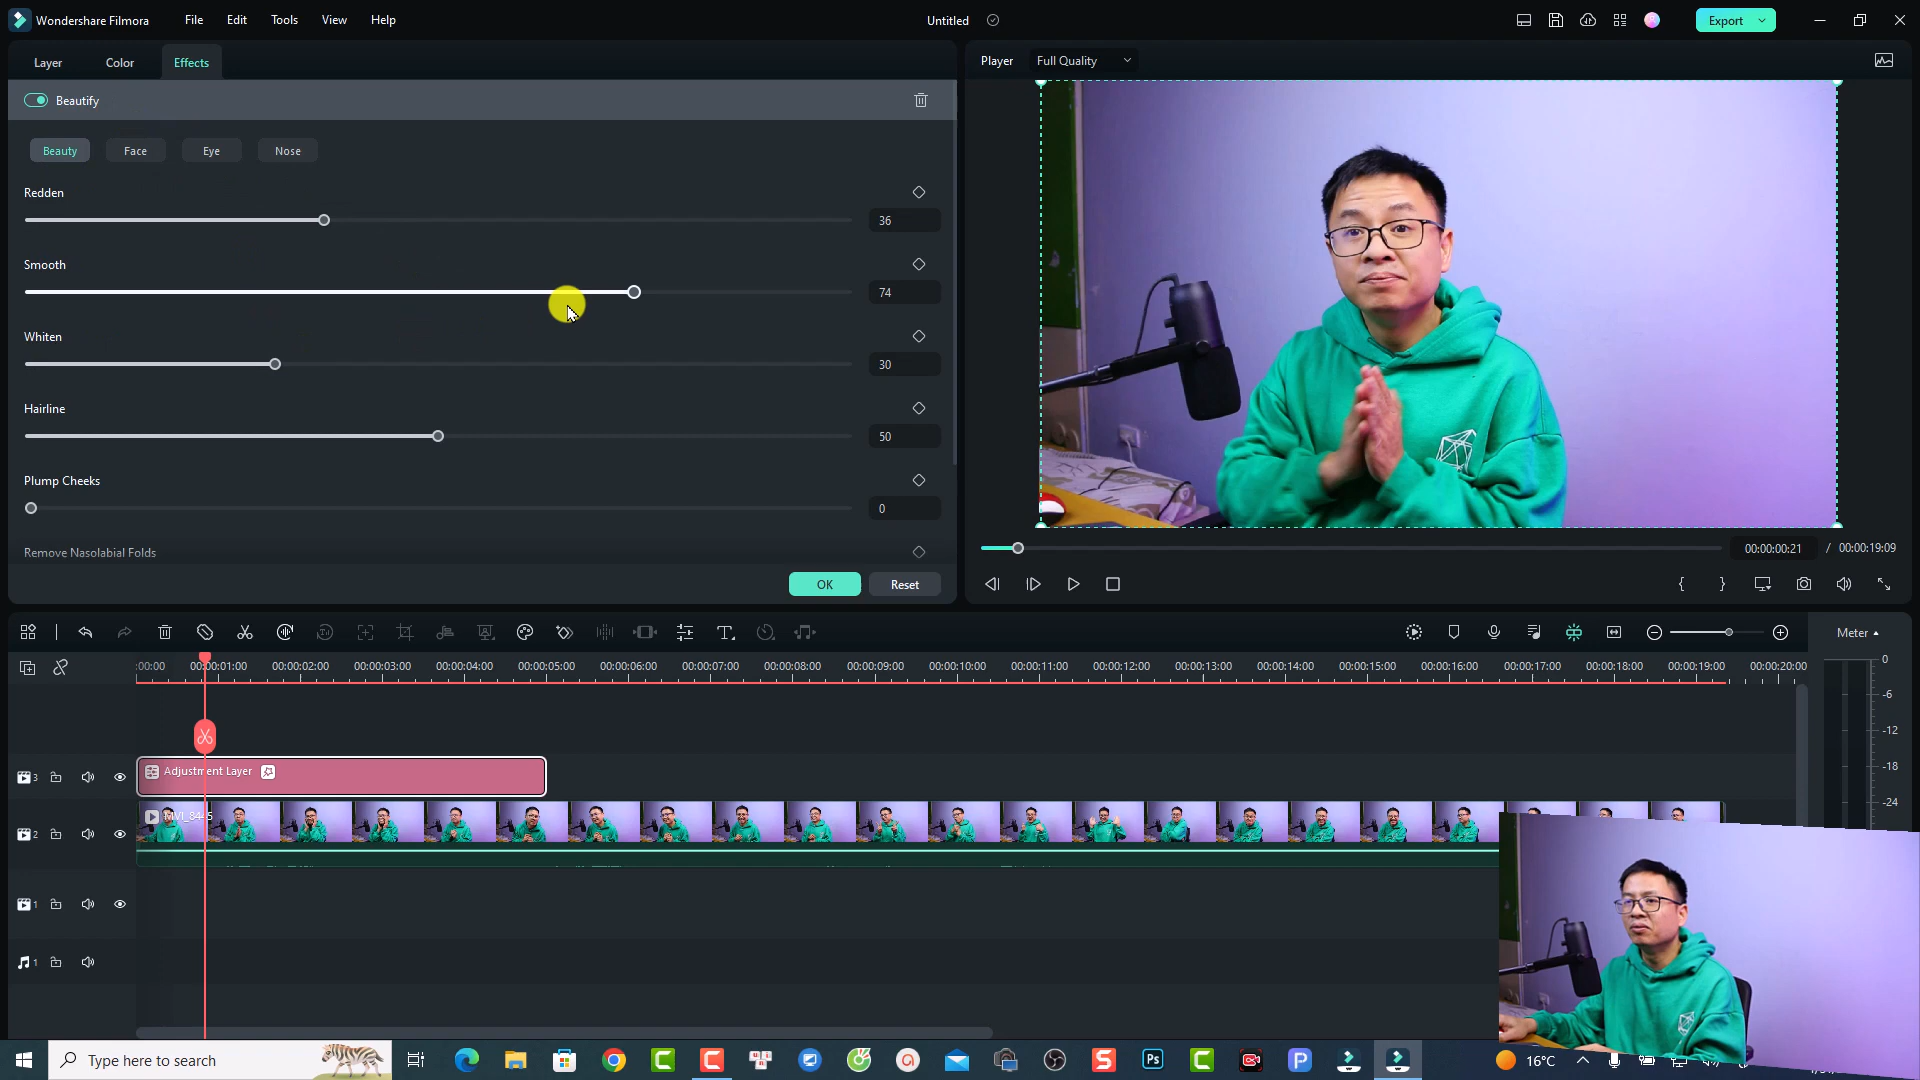 Wondershare Filmora File Edit Tools View Help Untitled Export
Layer Color Effects
Player Full Quality
Beautify
Beauty Face Eye Nose
Redden
36
Smooth
74
Whiten
30
Hairline
50
Plump Cheeks
0
Remove Nasolabial Folds
OK Reset
00:00:00:21 / 00:00:19:09
Meter
:00:00 00:00:01:00 00:00:02:00 00:00:03:00 00:00:04:00 00:00:05:00 00:00:06:00 00:00:07:00 00:00:08:00 00:00:09:00 00:00:10:00 00:00:11:00 00:00:12:00 00:00:13:00 00:00:14:00 00:00:15:00 00:00:16:00 00:00:17:00 00:00:18:00 00:00:19:00 00:00:20:00
0
-6
-12
-18
-24
3 Adjustment Layer
2
1
1
Type here to search
Ps
16°C